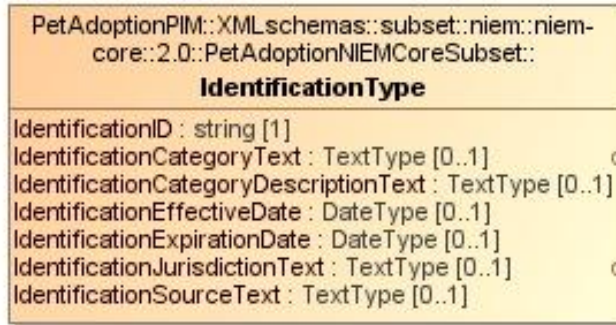 PetAdoptionPIM::XMLschemas::subset::niem::niem-
core::2.0::PetAdoptionNIEMCoreSubset::
IdentificationType
IdentificationID : string [1]
IdentificationCategoryText : TextType [0..1]
IdentificationCategoryDescriptionText : TextType [0..1]
IdentificationEffectiveDate : DateType [0..1]
IdentificationExpirationDate : DateType [0..1]
IdentificationJurisdictionText : TextType [0..1]
IdentificationSourceText : TextType [0..1]